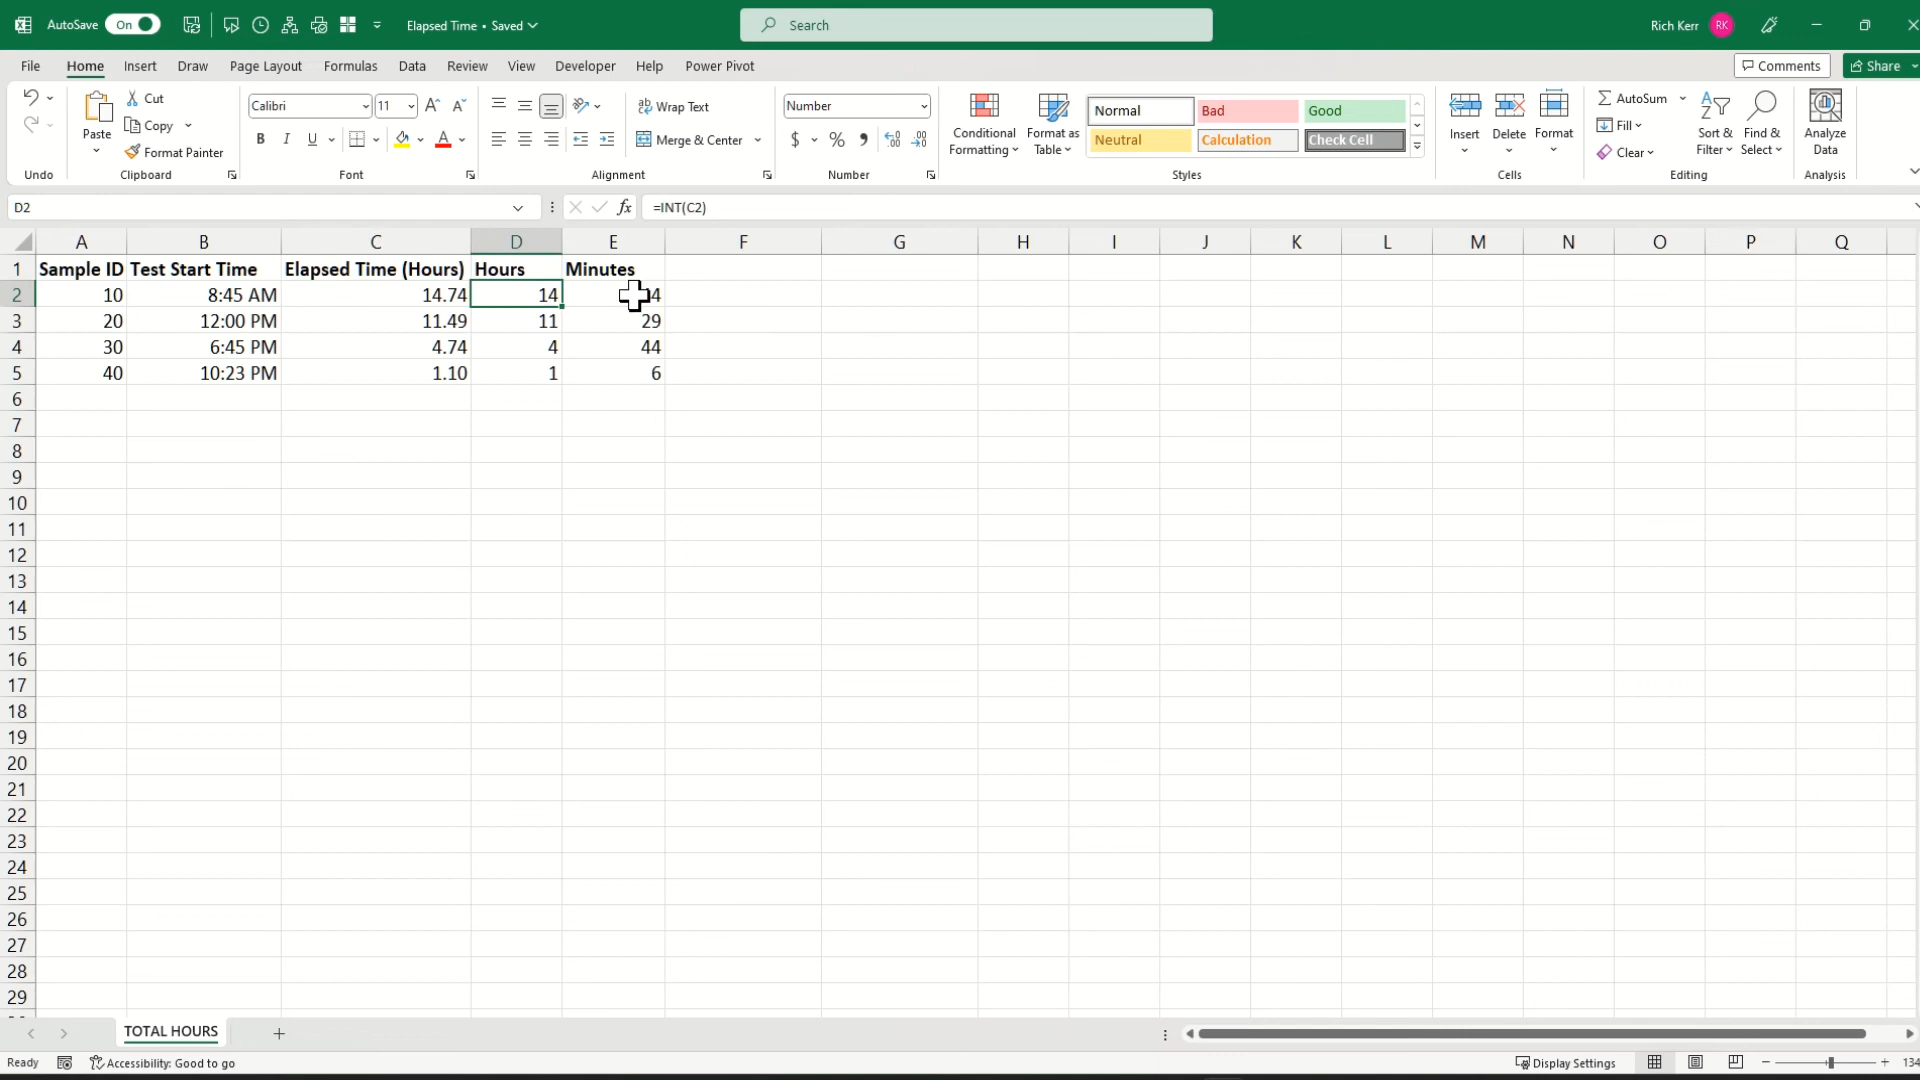 AutoSave On Elapsed Time • Saved Search Rich Kerr RK
File Home Insert Draw Page Layout Formulas Data Review View Developer Help Power Pivot Comments Share
Paste Cut Calibri 11 Wrap Text Number Conditional Formatting Format as Table Normal Bad Good Insert Delete Format AutoSum Sort & Filter Find & Select Analyze Data
Copy B I U Merge & Center $ % Neutral Calculation Check Cell Fill
Format Painter Clear
Undo Clipboard Font Alignment Number Styles Cells Editing Analysis
D2 fx =INT(C2)
A B C D E F G H I J K L M N O P Q
1 Sample ID Test Start Time Elapsed Time (Hours) Hours Minutes
2 10 8:45 AM 14.74 14 4
3 20 12:00 PM 11.49 11 29
4 30 6:45 PM 4.74 4 44
5 40 10:23 PM 1.10 1 6
6
7
8
9
10
11
12
13
14
15
16
17
18
19
20
21
22
23
24
25
26
27
28
29
TOTAL HOURS
Ready Accessibility: Good to go Display Settings 134